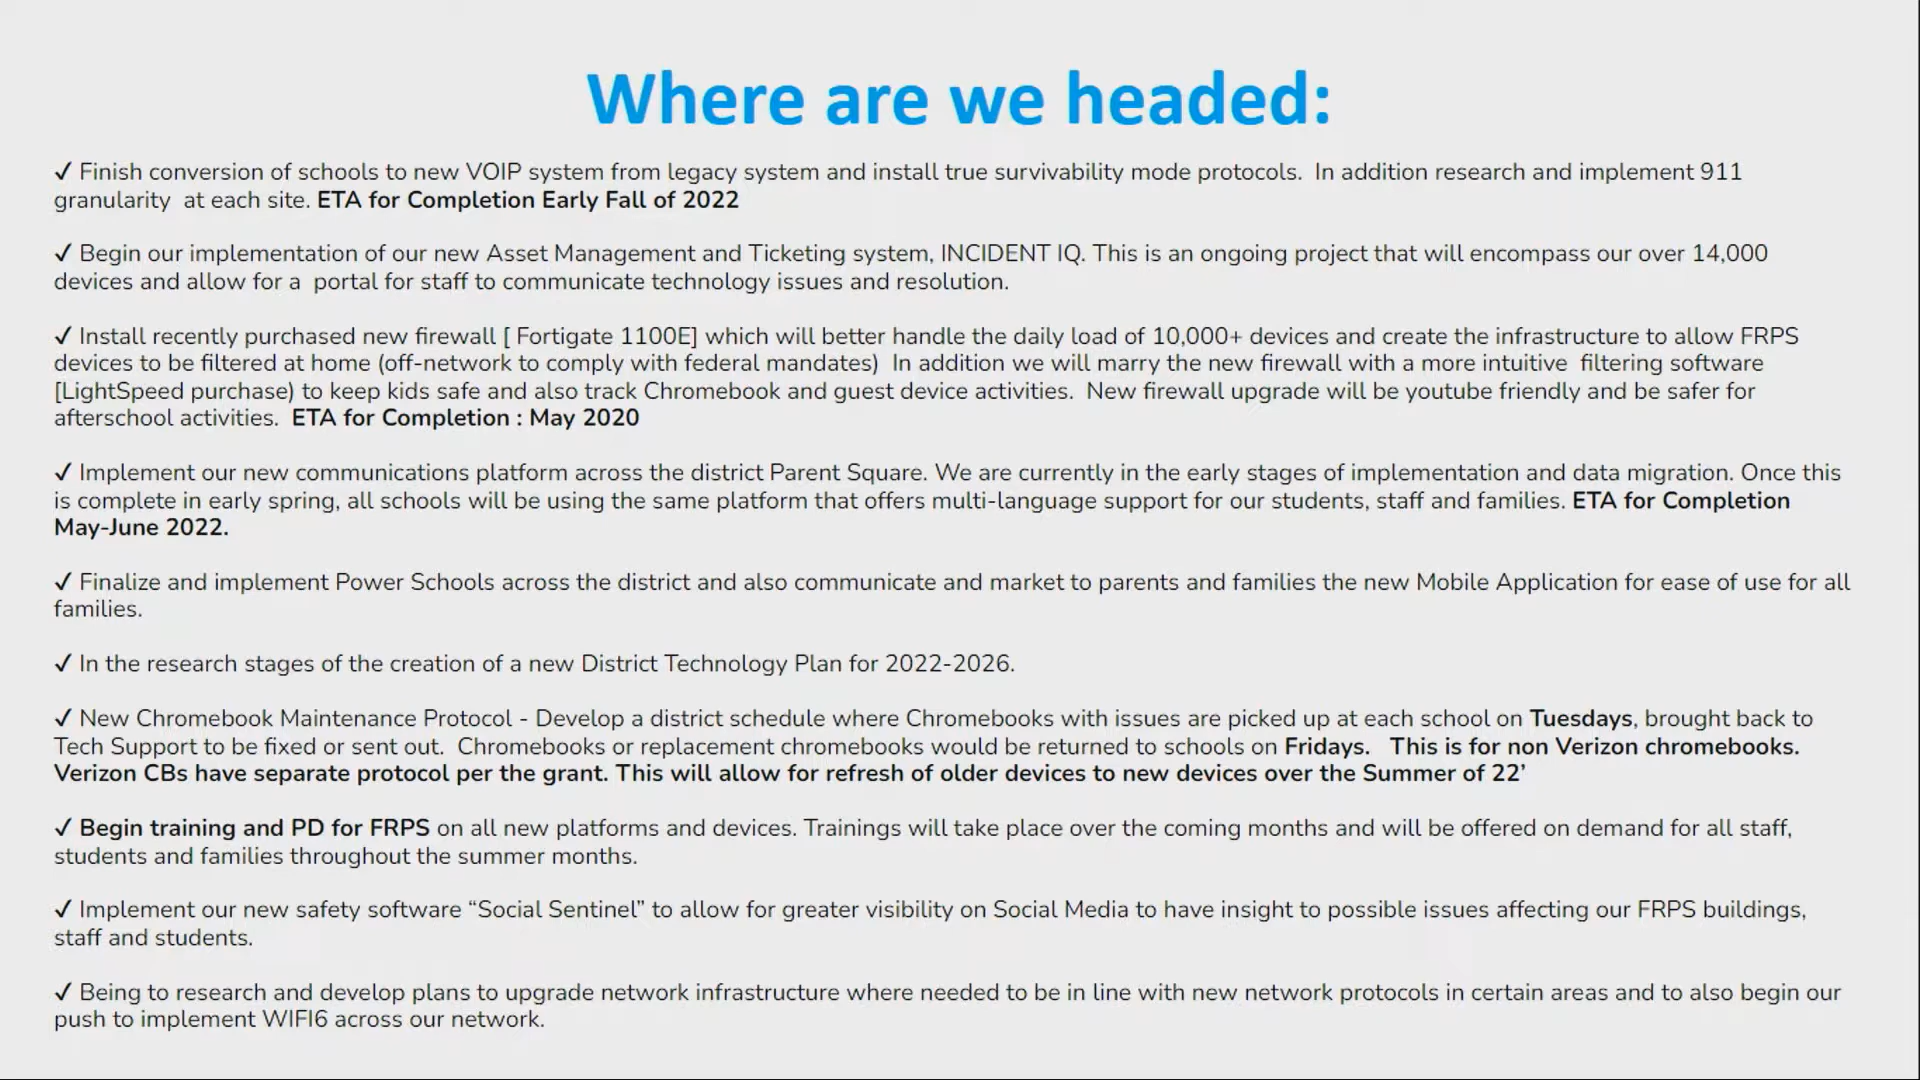 Where are we headed:
✓ Finish conversion of schools to new VOIP system from legacy system and install true survivability mode protocols.  In addition research and implement 911
granularity  at each site. ETA for Completion Early Fall of 2022
✓ Begin our implementation of our new Asset Management and Ticketing system, INCIDENT IQ. This is an ongoing project that will encompass our over 14,000
devices and allow for a  portal for staff to communicate technology issues and resolution.
✓ Install recently purchased new firewall [ Fortigate 1100E] which will better handle the daily load of 10,000+ devices and create the infrastructure to allow FRPS
devices to be filtered at home (off-network to comply with federal mandates)  In addition we will marry the new firewall with a more intuitive  filtering software
[LightSpeed purchase) to keep kids safe and also track Chromebook and guest device activities.  New firewall upgrade will be youtube friendly and be safer for
afterschool activities.  ETA for Completion : May 2020
✓ Implement our new communications platform across the district Parent Square. We are currently in the early stages of implementation and data migration. Once this
is complete in early spring, all schools will be using the same platform that offers multi-language support for our students, staff and families. ETA for Completion
May-June 2022.
✓ Finalize and implement Power Schools across the district and also communicate and market to parents and families the new Mobile Application for ease of use for all
families.
✓ In the research stages of the creation of a new District Technology Plan for 2022-2026.
✓ New Chromebook Maintenance Protocol - Develop a district schedule where Chromebooks with issues are picked up at each school on Tuesdays, brought back to
Tech Support to be fixed or sent out.  Chromebooks or replacement chromebooks would be returned to schools on Fridays.   This is for non Verizon chromebooks.
Verizon CBs have separate protocol per the grant. This will allow for refresh of older devices to new devices over the Summer of 22’
✓ Begin training and PD for FRPS on all new platforms and devices. Trainings will take place over the coming months and will be offered on demand for all staff,
students and families throughout the summer months.
✓ Implement our new safety software “Social Sentinel” to allow for greater visibility on Social Media to have insight to possible issues affecting our FRPS buildings,
staff and students.
✓ Being to research and develop plans to upgrade network infrastructure where needed to be in line with new network protocols in certain areas and to also begin our
push to implement WIFI6 across our network.